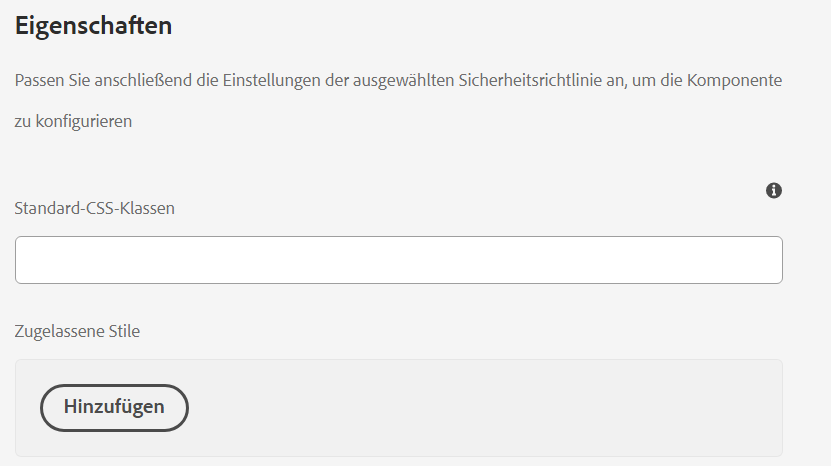 Eigenschaften
Passen Sie anschließend die Einstellungen der ausgewählten Sicherheitsrichtlinie an, um die Komponente
zu konfigurieren
Standard-CSS-Klassen
Zugelassene Stile
Hinzufügen